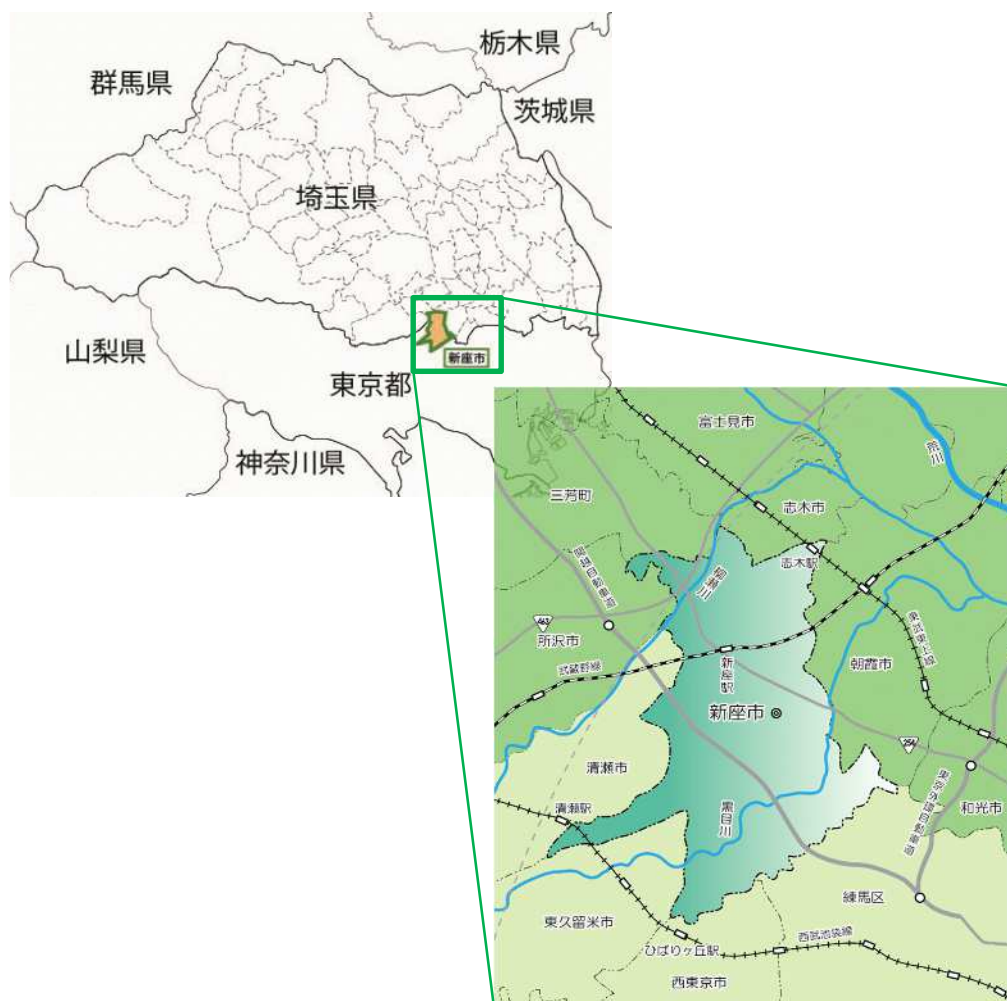 栃木県
群馬県
茨城県
埼玉県
山梨県
新座市
東京都
神奈川県
富士見市
荒川
三芳町
志木市
志木駅
関越自動車道
柳瀬川
463
所沢市
東武東上線
武蔵野線
新座駅
朝霞市
新座市
254
清瀬市
清瀬駅
黒目川
東京外環自動車道
和光市
練馬区
東久留米市
ひばりヶ丘駅
西武池袋線
西東京市